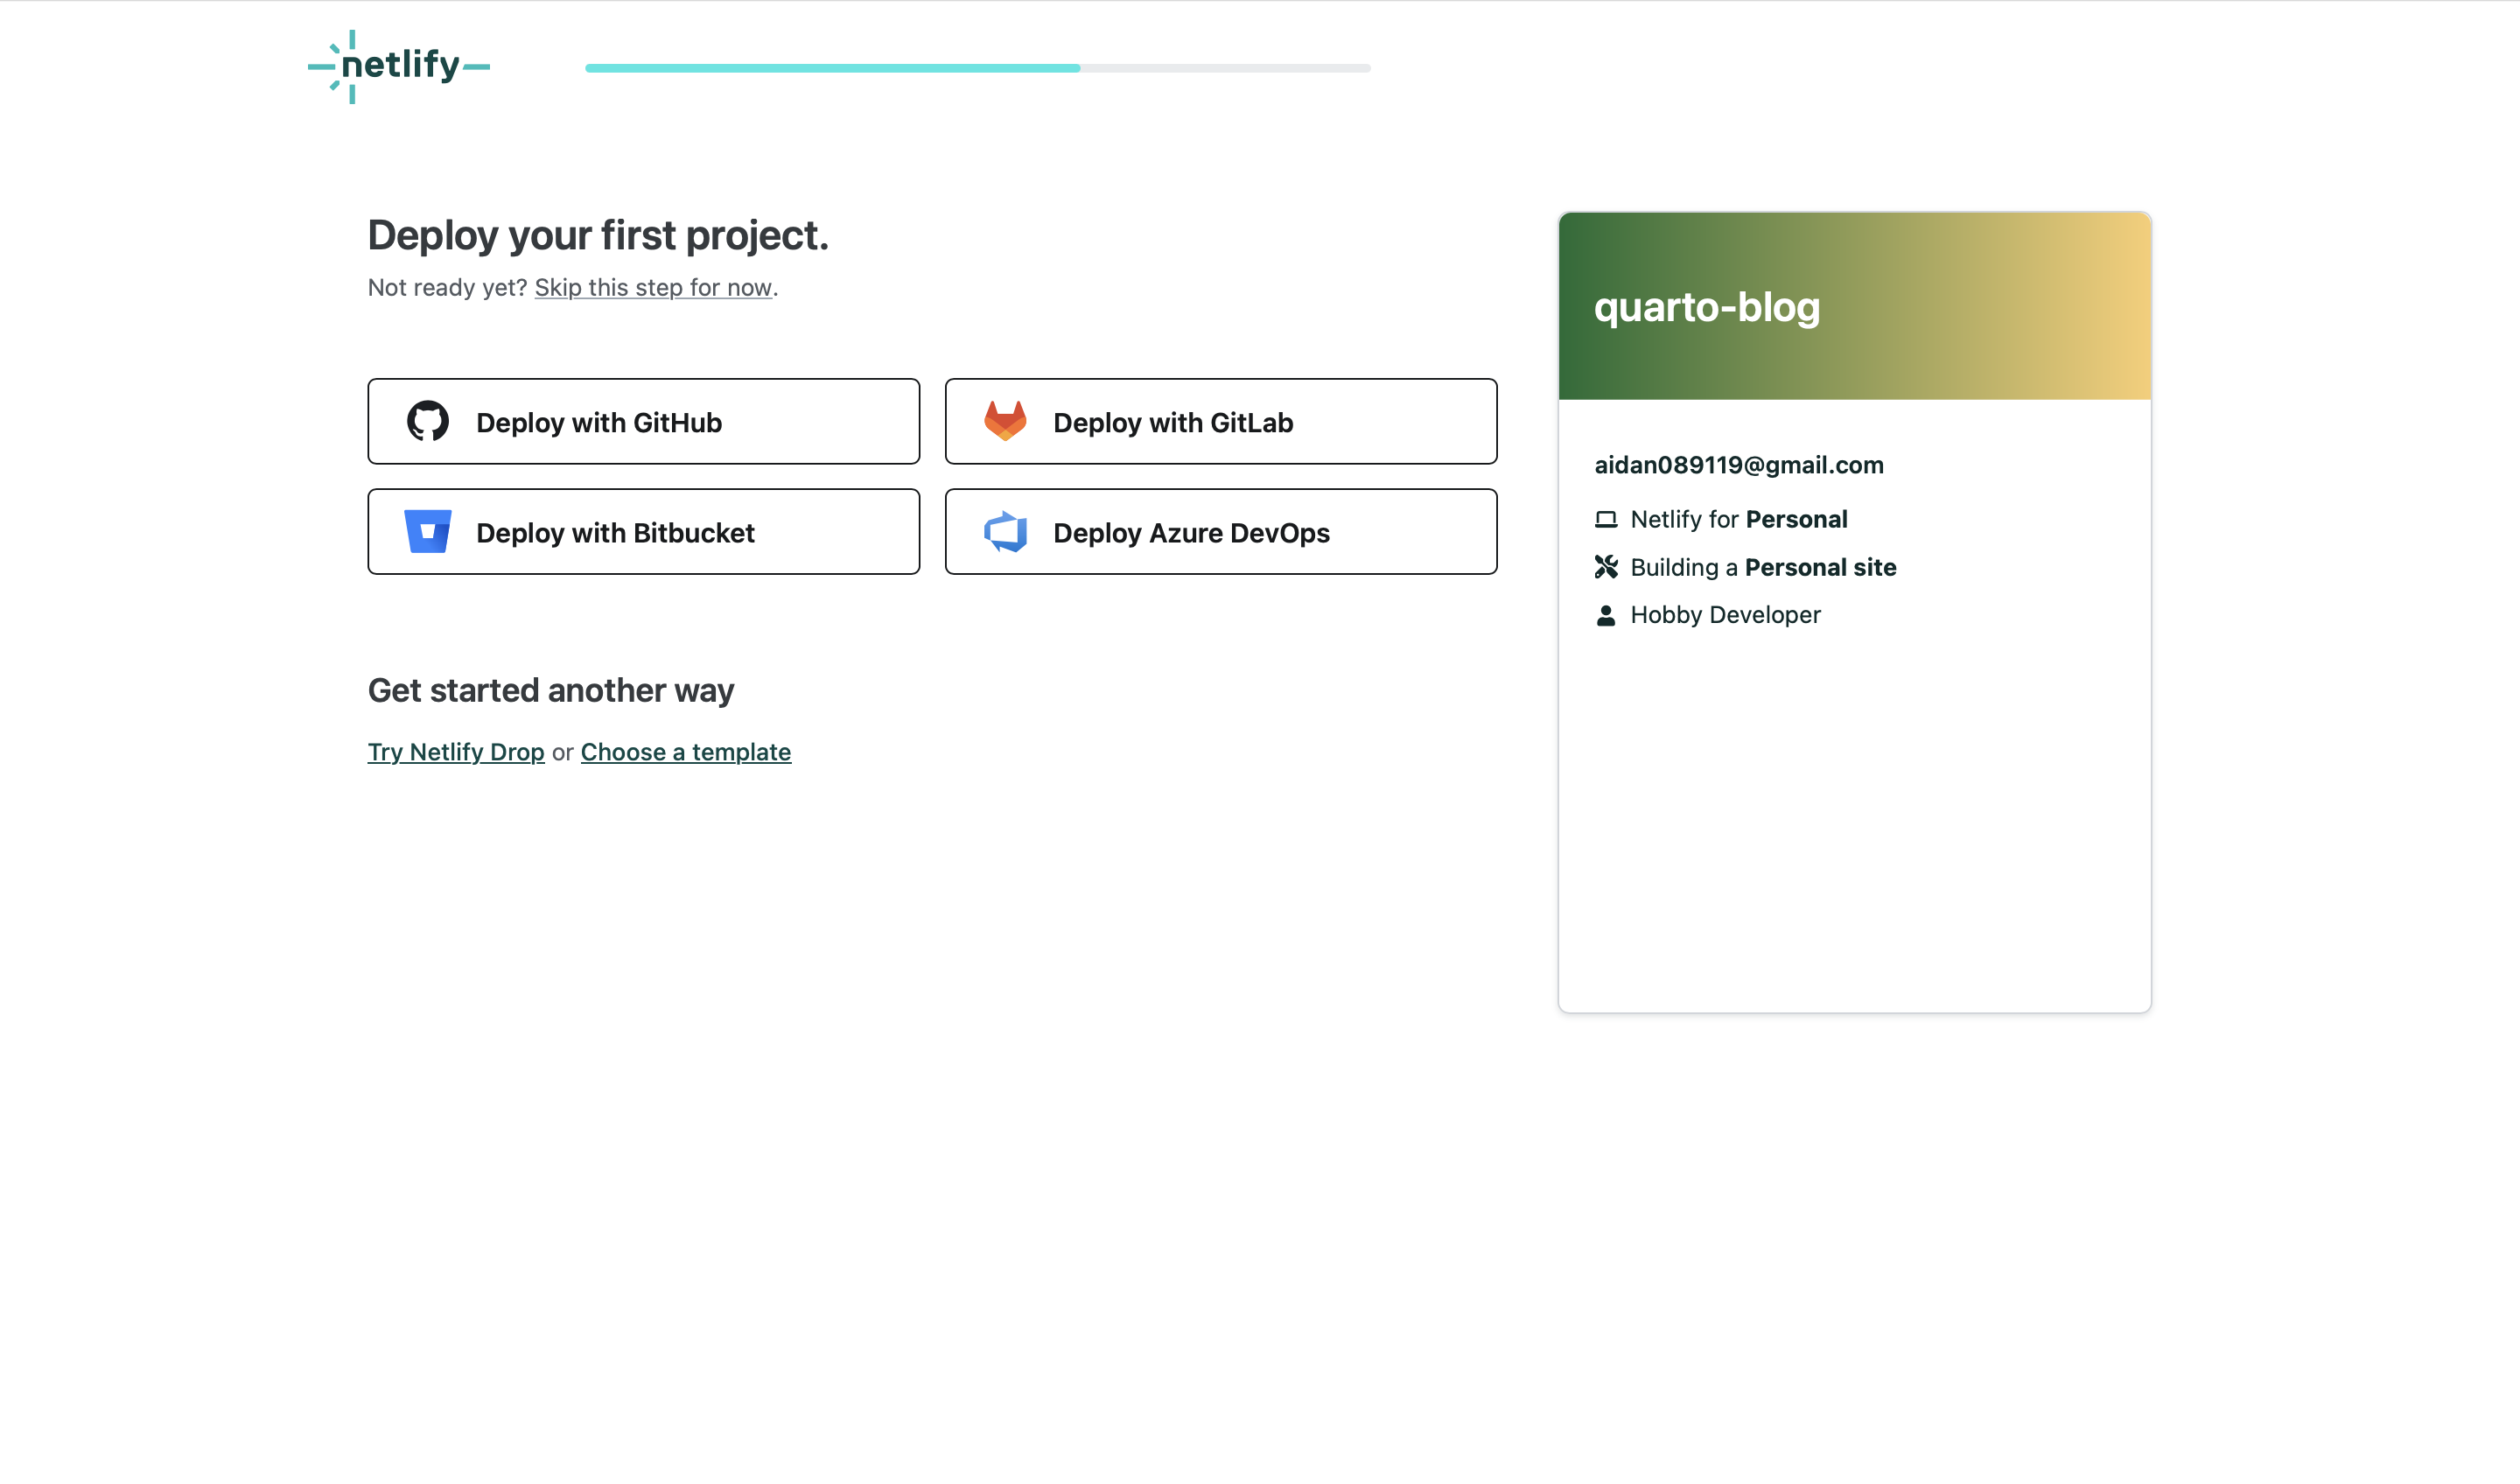 netlify
Deploy your first project.
Not ready yet? Skip this step for now.
Deploy with GitHub
Deploy with GitLab
Deploy with Bitbucket
Deploy Azure DevOps
Get started another way
Try Netlify Drop or Choose a template
quarto-blog
aidan089119@gmail.com
Netlify for Personal
Building a Personal site
Hobby Developer